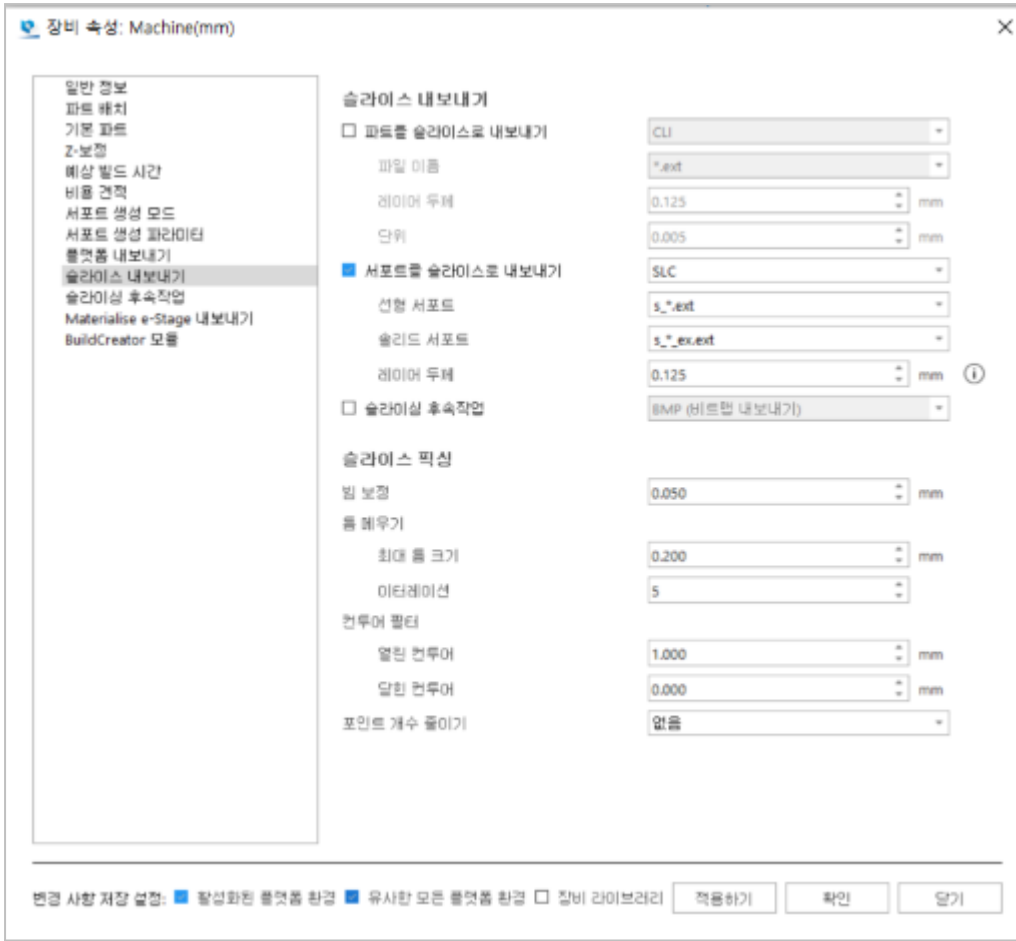 장비 속성: Machine(mm)
일반 정보
파트 배치
기본 파트
Z-보정
예상 빌드 시간
비용 견적
서포트 생성 모드
서포트 생성 파라미터
플랫폼 내보내기
슬라이스 내보내기
슬라이싱 후속작업
Materialise e-Stage 내보내기
BuildCreator 모듈
슬라이스 내보내기
파트를 슬라이스로 내보내기 CLI
파일 이름 *.ext
레이어 두께 0.125 mm
단위 0.005 mm
서포트를 슬라이스로 내보내기 SLC
선형 서포트 s_*.ext
솔리드 서포트 s_*_ex.ext
레이어 두께 0.125 mm
슬라이싱 후속작업 BMP (비트맵 내보내기)
슬라이스 픽싱
빔 보정 0.050 mm
홀 메우기
최대 홀 크기 0.200 mm
이터레이션 5
컨투어 필터
열린 컨투어 1.000 mm
닫힌 컨투어 0.000 mm
포인트 개수 줄이기 없음
변경 사항 저장 설정: 활성화된 플랫폼 환경 유사한 모든 플랫폼 환경 장비 라이브러리 적용하기 확인 닫기